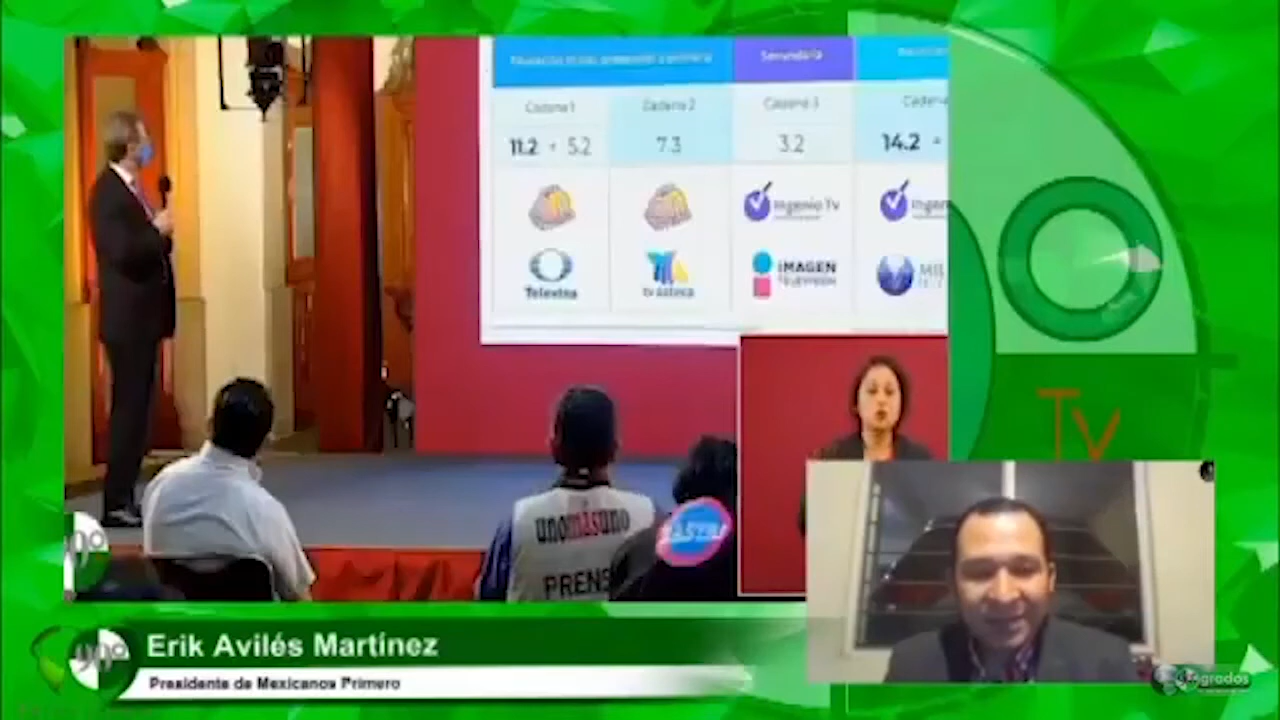 Secundaria
Cadena 1
Cadena 2
Cadena 3
11.2 + 5.2
7.3
3.2
14.2 +
Ingenio Tv
Televisa
tv azteca
IMAGEN
TELEVISIÓN
Tv
unomásuno
PRENS
90°
Erik Avilés Martínez
Presidente de Mexicanos Primero